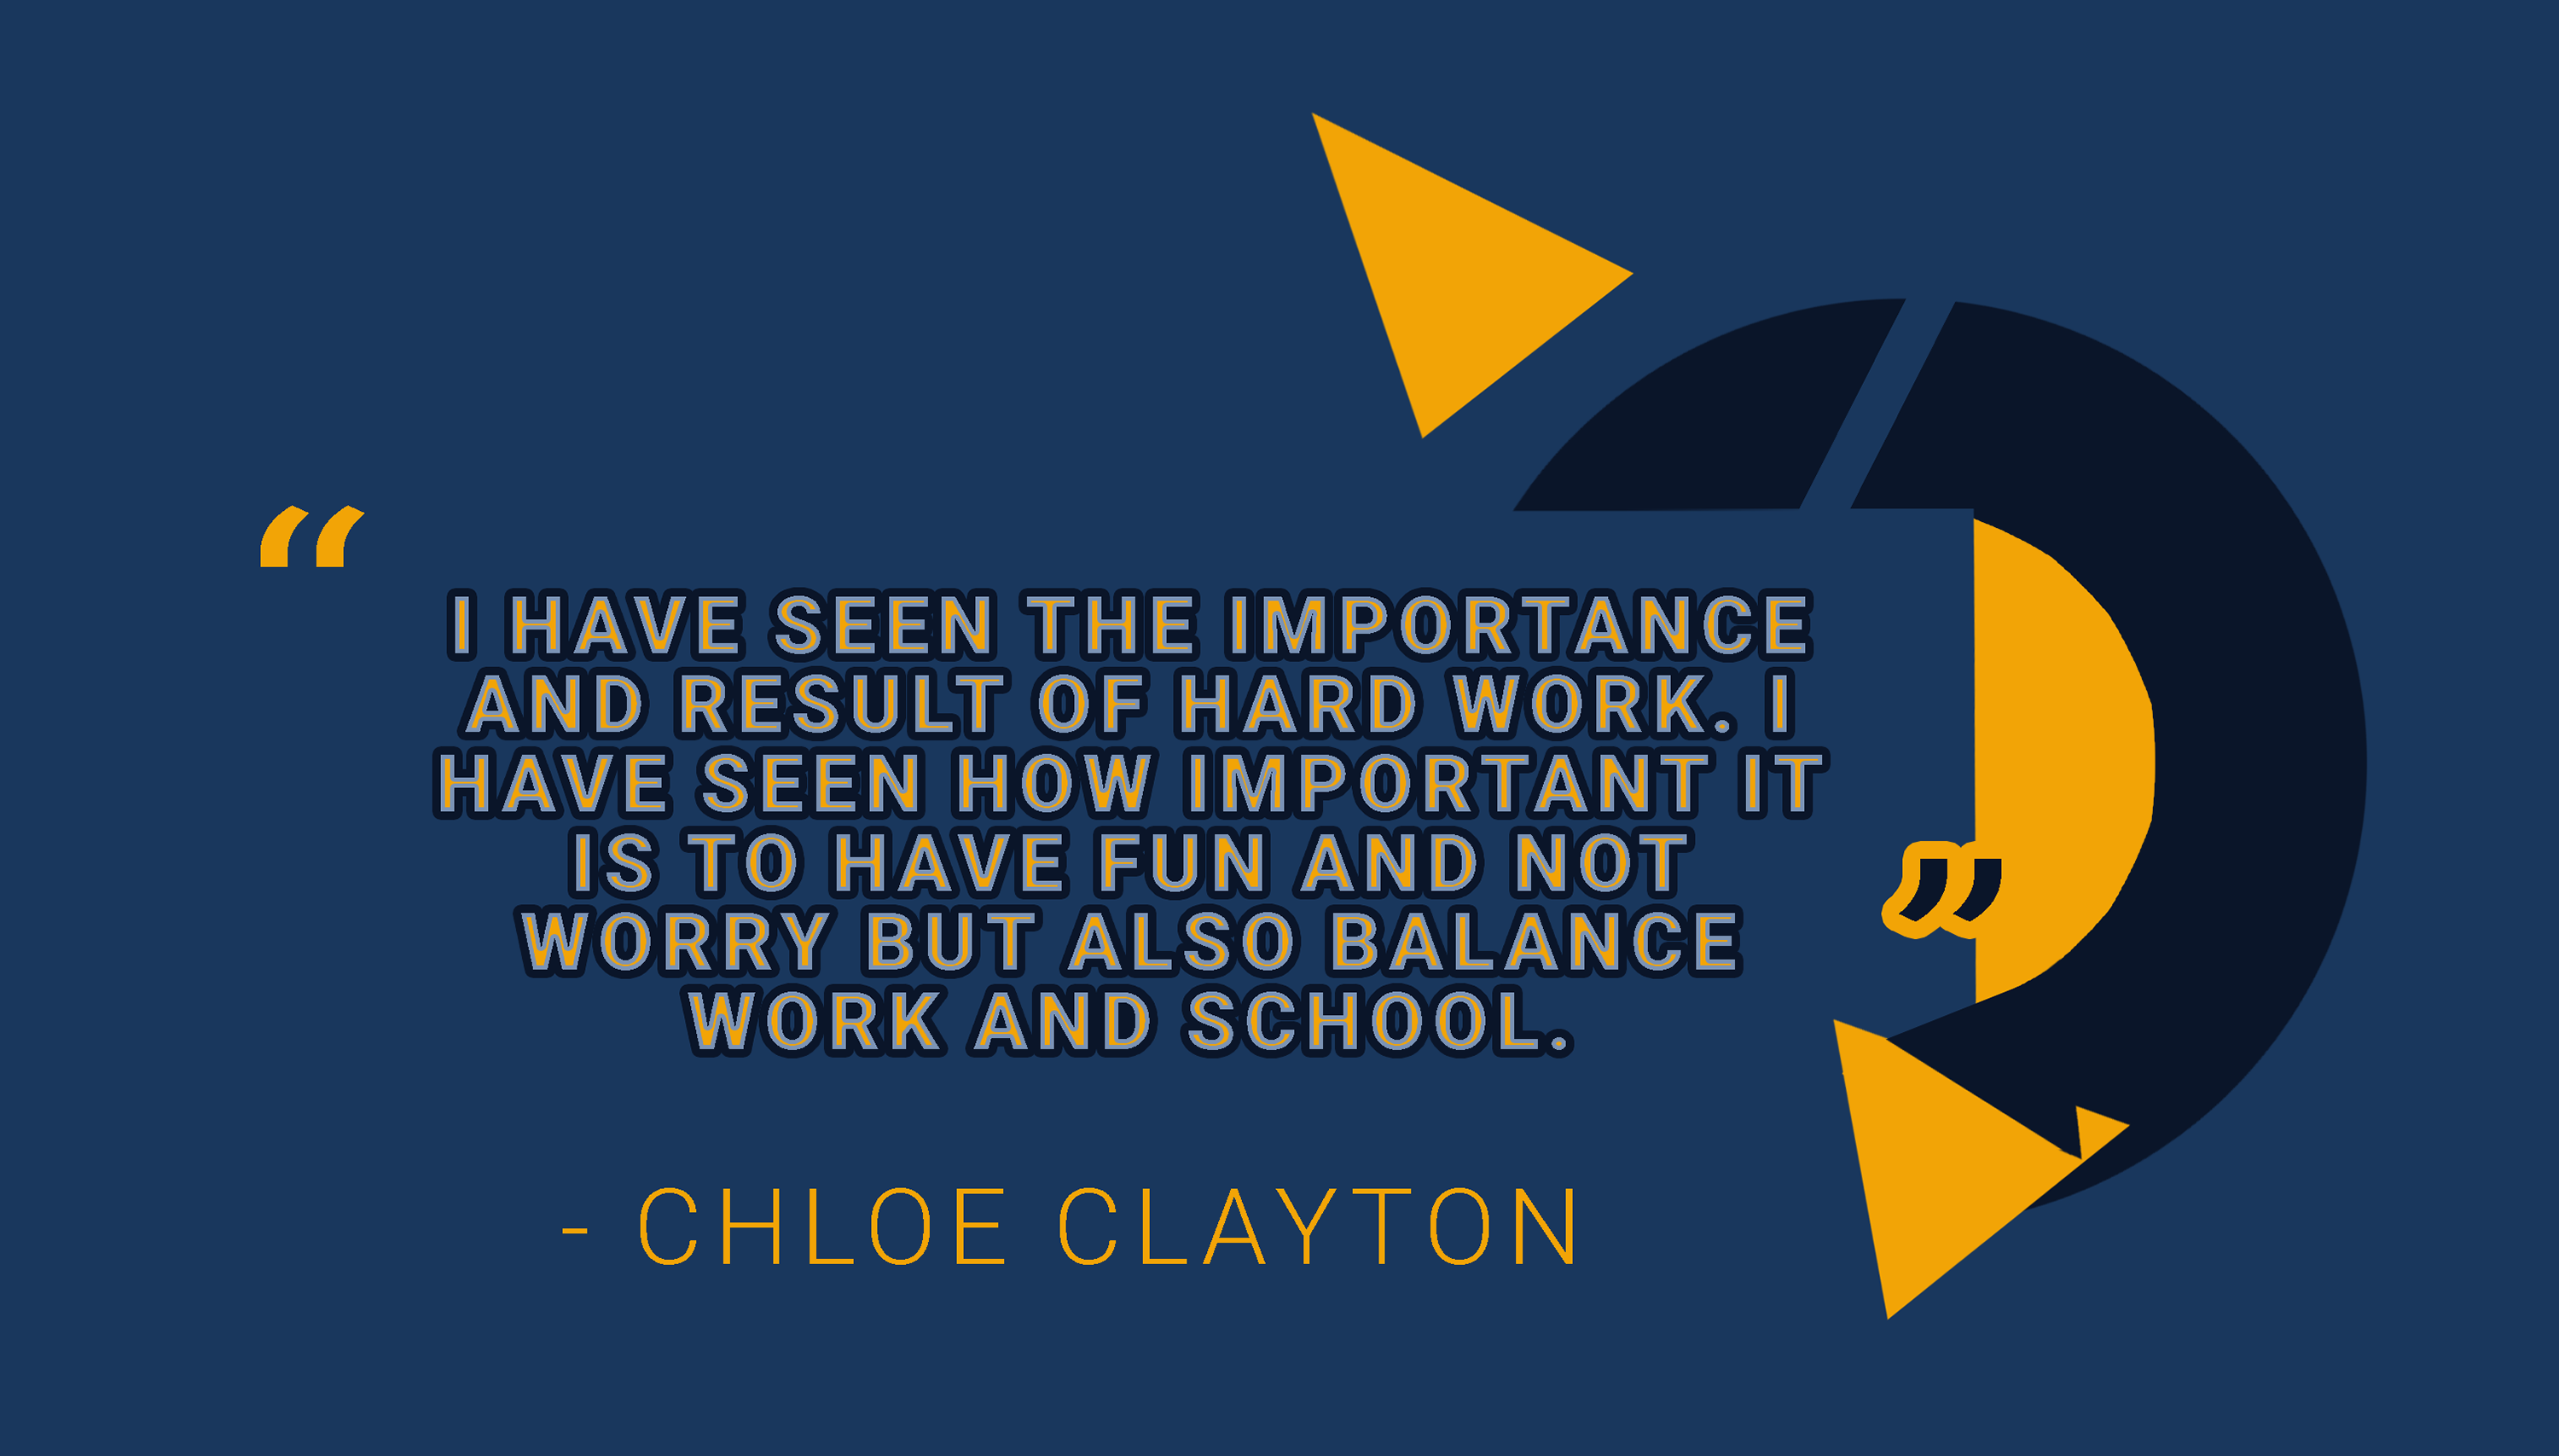 “
I HAVE SEEN THE IMPORTANCE
AND RESULT OF HARD WORK. I
HAVE SEEN HOW IMPORTANT IT
IS TO HAVE FUN AND NOT
WORRY BUT ALSO BALANCE
WORK AND SCHOOL.
”
- CHLOE CLAYTON